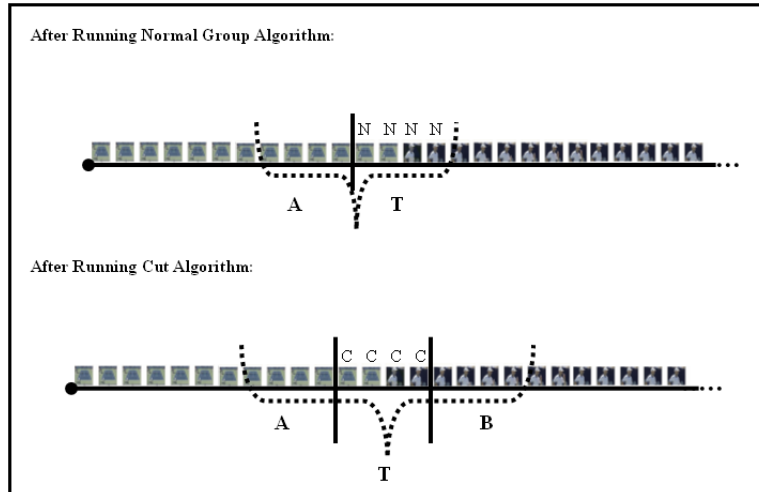 After Running Normal Group Algorithm:
N N N N
A T
After Running Cut Algorithm:
C C C C
A B
T